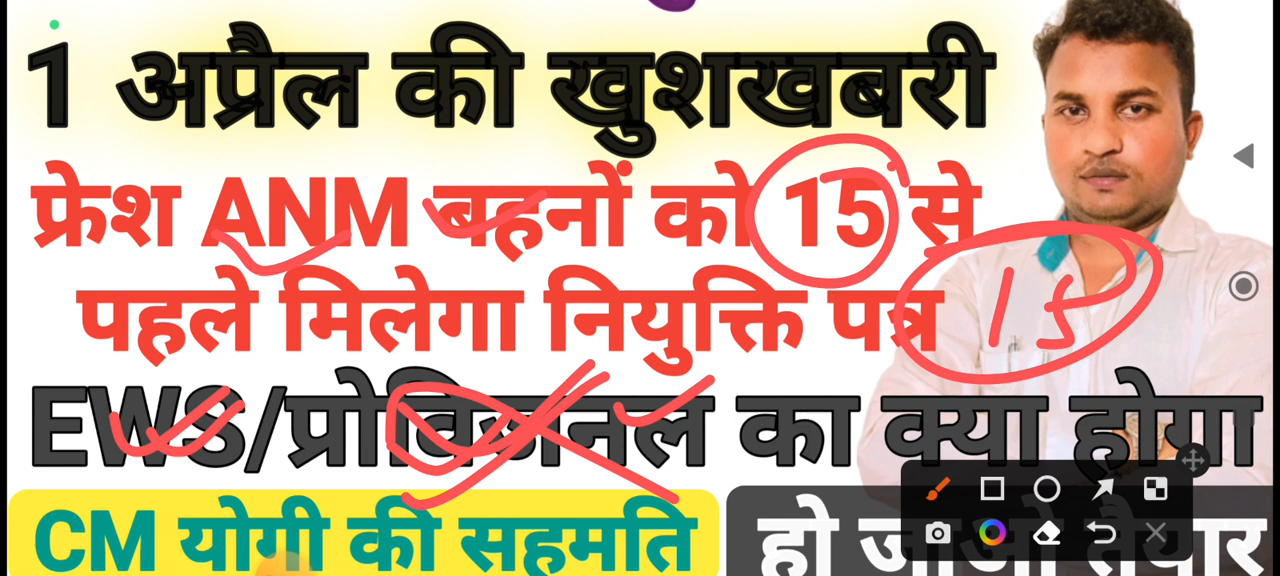 1 अप्रैल की खुशखबरी
फ्रेश ANM बहनों को 15 से
पहले मिलेगा नियुक्ति पत्र
15
EWS/प्रोविजनल का क्या होगा
CM योगी की सहमति
हो जाओ तैयार